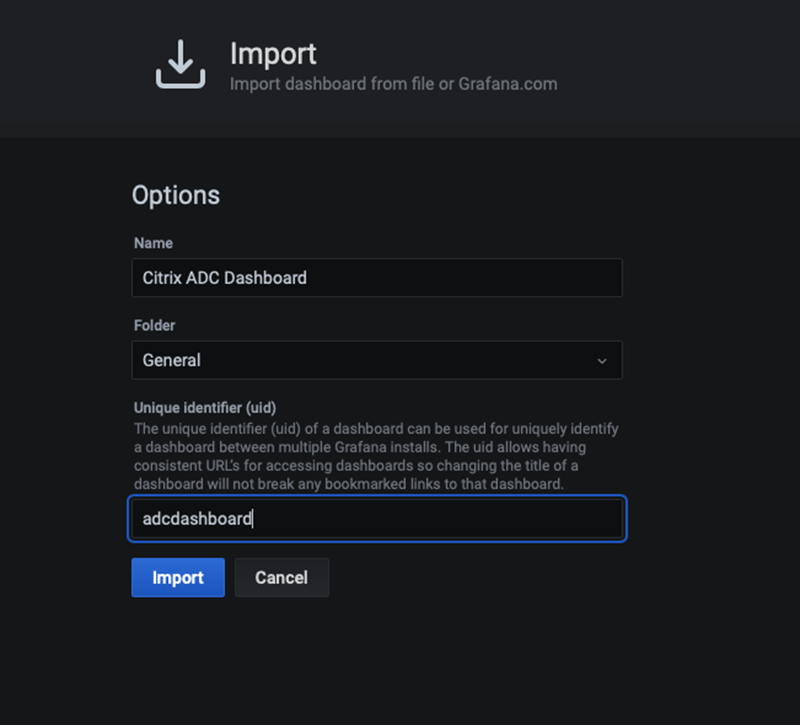 Import
Import dashboard from file or Grafana.com
Options
Name
Citrix ADC Dashboard
Folder
General
Unique identifier (uid)
The unique identifier (uid) of a dashboard can be used for uniquely identify
a dashboard between multiple Grafana installs. The uid allows having
consistent URL's for accessing dashboards so changing the title of a
dashboard will not break any bookmarked links to that dashboard.
adcdashboard
Import Cancel